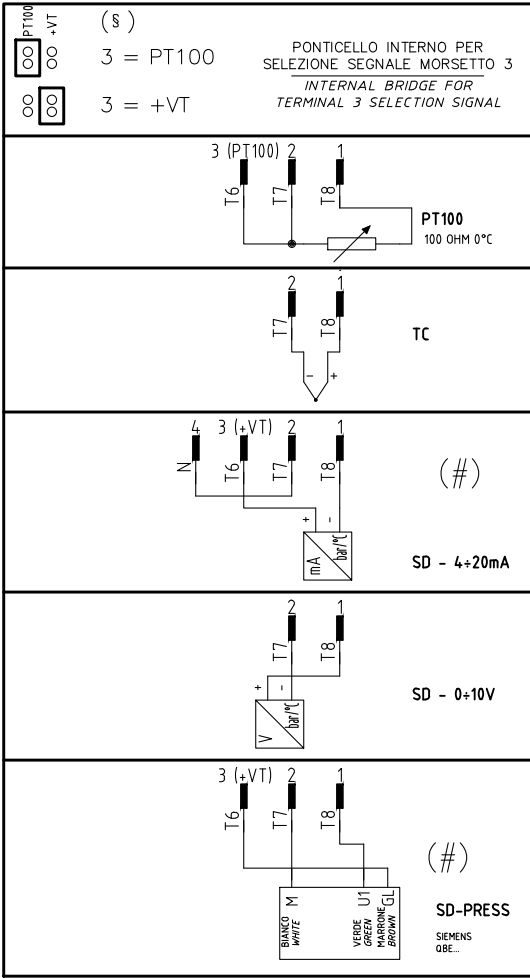 PT100
+VT
(§)
3 = PT100
3 = +VT
PONTICELLO INTERNO PER
SELEZIONE SEGNALE MORSETTO 3
INTERNAL BRIDGE FOR
TERMINAL 3 SELECTION SIGNAL
3 (PT100) 2 1
T6 T7 T8
PT100
100 OHM 0°C
2 1
T7 T8
TC
- +
4 3 (+VT) 2 1
N T6 T7 T8
(#)
+ -
mA bar/°C
SD - 4÷20mA
2 1
T7 T8
+ -
V bar/°C
SD - 0÷10V
3 (+VT) 2 1
T6 T7 T8
(#)
M U1 GL
BIANCO
WHITE
VERDE
GREEN
MARRONE
BROWN
SD-PRESS
SIEMENS
QBE...